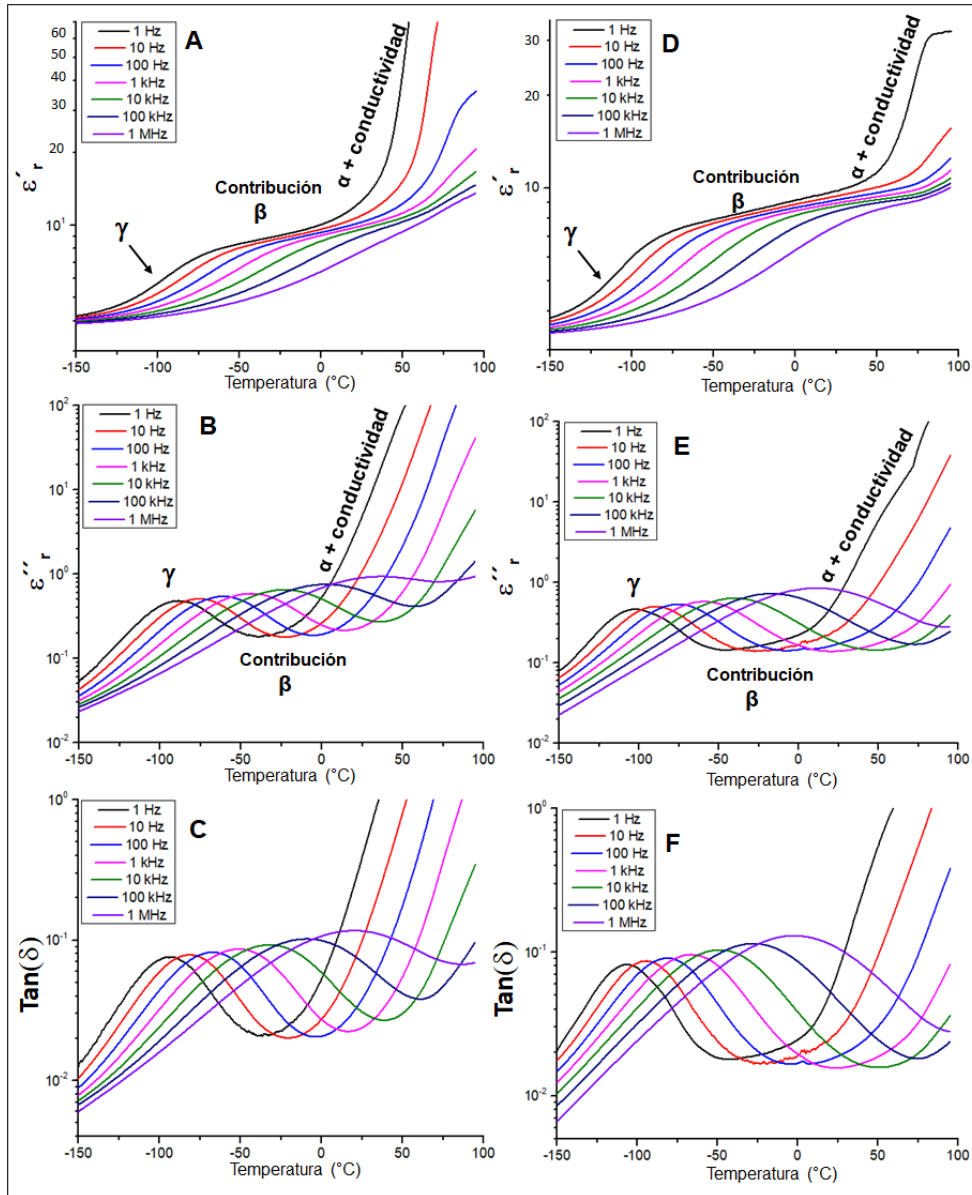 A
1 Hz
10 Hz
100 Hz
1 kHz
10 kHz
100 kHz
1 MHz
α + conductividad
Contribución
β
γ
ε´r
60
50
40
30
20
10
-150 -100 -50 0 50 100
Temperatura (°C)
D
1 Hz
10 Hz
100 Hz
1 kHz
10 kHz
100 kHz
1 MHz
α + conductividad
Contribución
β
γ
ε´r
30
20
10
-150 -100 -50 0 50 100
Temperatura (°C)
B
1 Hz
10 Hz
100 Hz
1 kHz
10 kHz
100 kHz
1 MHz
α + conductividad
γ
Contribución
β
ε´´r
10²
10¹
10⁰
10⁻¹
10⁻²
-150 -100 -50 0 50 100
Temperatura (°C)
E
1 Hz
10 Hz
100 Hz
1 kHz
10 kHz
100 kHz
1 MHz
α + conductividad
γ
Contribución
β
ε´´r
10²
10¹
10⁰
10⁻¹
10⁻²
-150 -100 -50 0 50 100
Temperatura (°C)
C
1 Hz
10 Hz
100 Hz
1 kHz
10 kHz
100 kHz
1 MHz
Tan(δ)
10⁰
10⁻¹
10⁻²
-150 -100 -50 0 50 100
Temperatura (°C)
F
1 Hz
10 Hz
100 Hz
1 kHz
10 kHz
100 kHz
1 MHz
Tan(δ)
10⁰
10⁻¹
10⁻²
-150 -100 -50 0 50 100
Temperatura (°C)